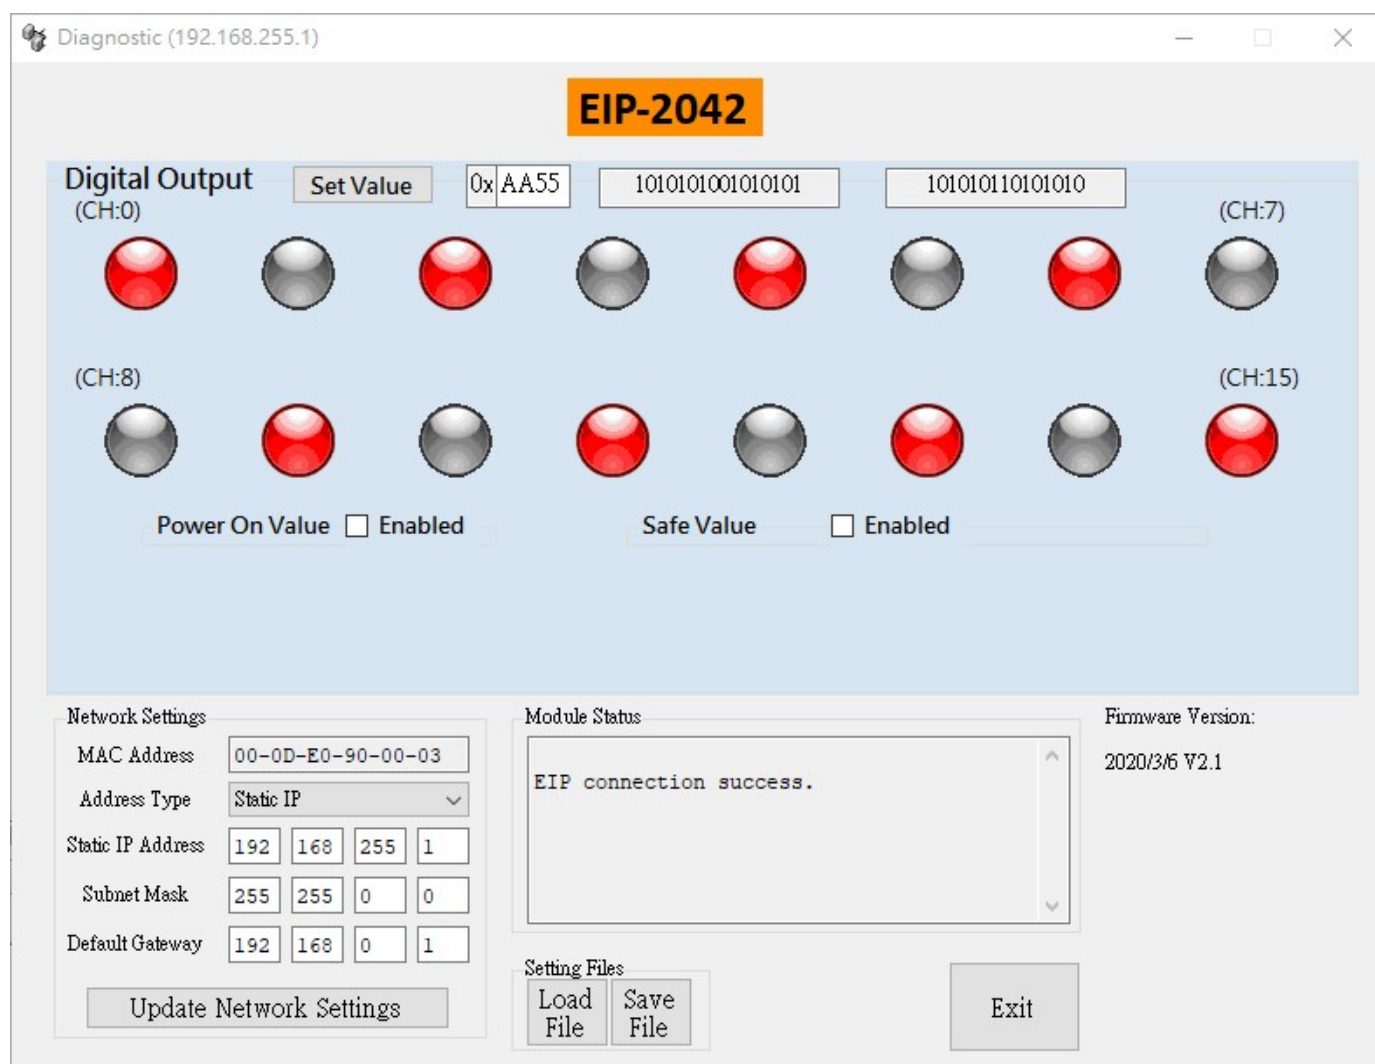 Diagnostic (192.168.255.1)
EIP-2042
Digital Output Set Value 0x AA55 1010101001010101 101010110101010
(CH:0) (CH:7)
(CH:8) (CH:15)
Power On Value Enabled Safe Value Enabled
Network Settings
MAC Address 00-0D-E0-90-00-03
Address Type Static IP
Static IP Address 192 168 255 1
Subnet Mask 255 255 0 0
Default Gateway 192 168 0 1
Update Network Settings
Module Status
EIP connection success.
Setting Files
Load File
Save File
Firmware Version:
2020/3/6 V2.1
Exit